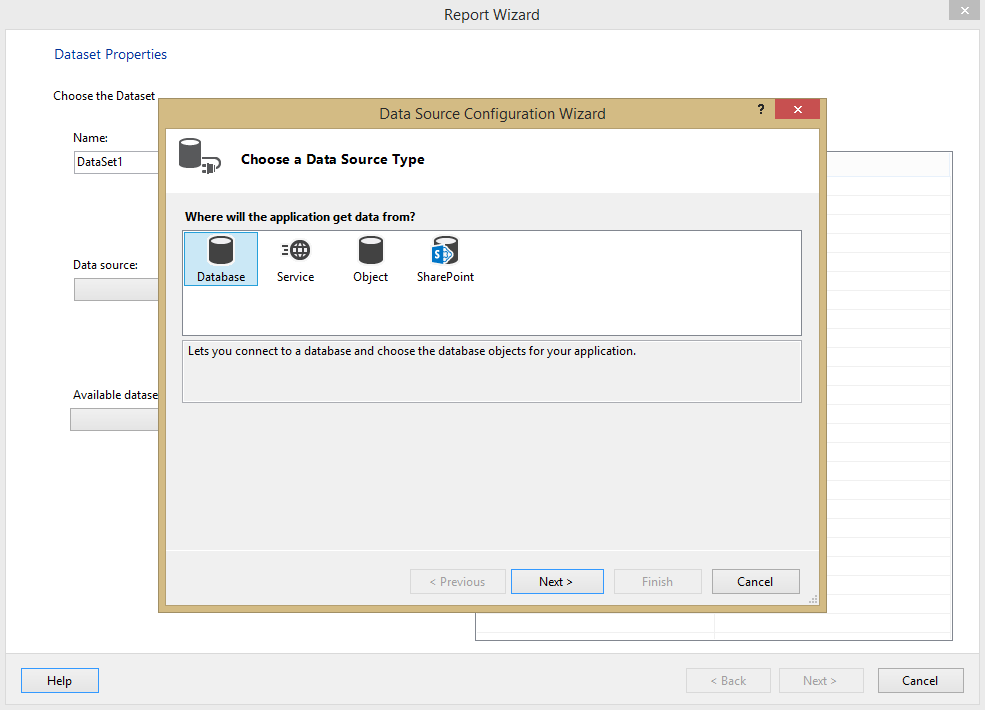 Report Wizard
Dataset Properties
Choose the Dataset
Name:
DataSet1
Data source:
Available datase
Data Source Configuration Wizard
?
Choose a Data Source Type
Where will the application get data from?
Database
Service
Object
SharePoint
Lets you connect to a database and choose the database objects for your application.
< Previous
Next >
Finish
Cancel
Help
< Back
Next >
Cancel